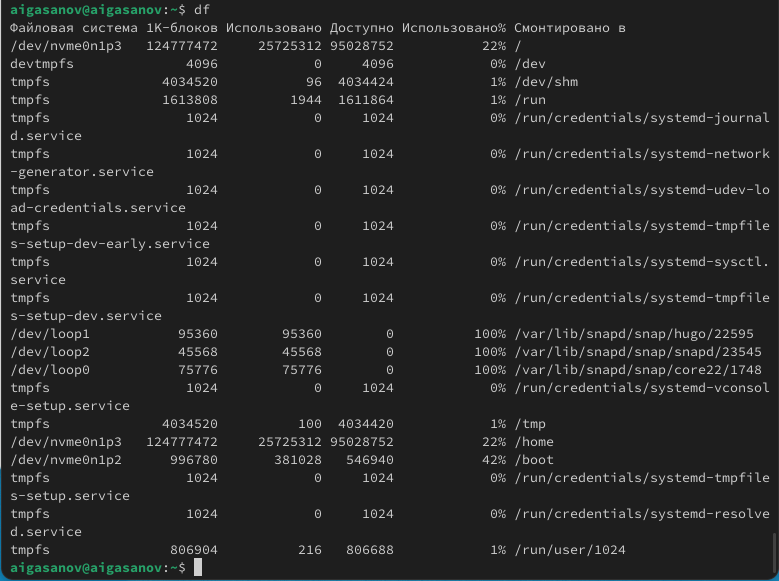 aigasanov@aigasanov:~$ df
Файловая система 1K-блоков Использовано Доступно Использовано% Смонтировано в
/dev/nvme0n1p3   124777472     25725312 95028752           22% /
devtmpfs              4096            0     4096            0% /dev
tmpfs              4034520           96  4034424            1% /dev/shm
tmpfs              1613808         1944  1611864            1% /run
tmpfs                 1024            0     1024            0% /run/credentials/systemd-journal
d.service
tmpfs                 1024            0     1024            0% /run/credentials/systemd-network
-generator.service
tmpfs                 1024            0     1024            0% /run/credentials/systemd-udev-lo
ad-credentials.service
tmpfs                 1024            0     1024            0% /run/credentials/systemd-tmpfile
s-setup-dev-early.service
tmpfs                 1024            0     1024            0% /run/credentials/systemd-sysctl.
service
tmpfs                 1024            0     1024            0% /run/credentials/systemd-tmpfile
s-setup-dev.service
/dev/loop1           95360        95360        0          100% /var/lib/snapd/snap/hugo/22595
/dev/loop2           45568        45568        0          100% /var/lib/snapd/snap/snapd/23545
/dev/loop0           75776        75776        0          100% /var/lib/snapd/snap/core22/1748
tmpfs                 1024            0     1024            0% /run/credentials/systemd-vconsol
e-setup.service
tmpfs              4034520          100  4034420            1% /tmp
/dev/nvme0n1p3   124777472     25725312 95028752           22% /home
/dev/nvme0n1p2      996780       381028   546940           42% /boot
tmpfs                 1024            0     1024            0% /run/credentials/systemd-tmpfile
s-setup.service
tmpfs                 1024            0     1024            0% /run/credentials/systemd-resolve
d.service
tmpfs               806904          216   806688            1% /run/user/1024
aigasanov@aigasanov:~$